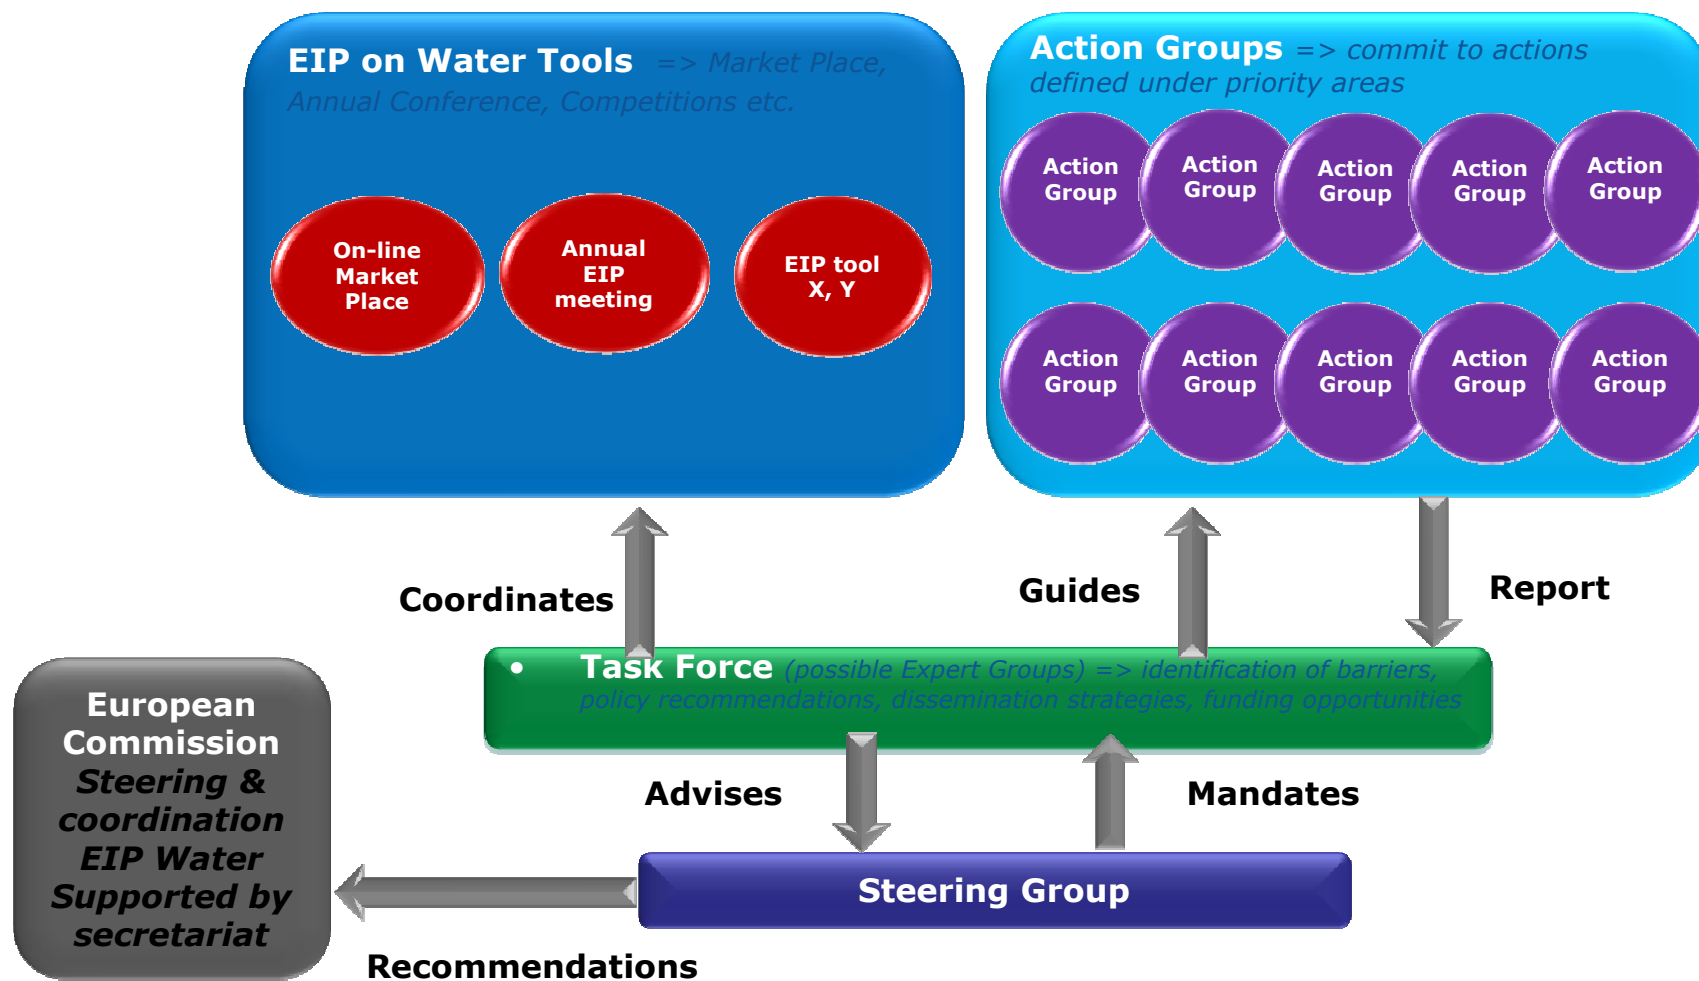 EIP on Water Tools => Market Place,
Annual Conference, Competitions etc.
On-line
Market
Place
Annual
EIP
meeting
EIP tool
X, Y
Action Groups => commit to actions
defined under priority areas
Action
Group
Action
Group
Action
Group
Action
Group
Action
Group
Action
Group
Action
Group
Action
Group
Action
Group
Action
Group
Coordinates
Guides
Report
• Task Force (possible Expert Groups) => identification of barriers,
policy recommendations, dissemination strategies, funding opportunities
European
Commission
Steering &
coordination
EIP Water
Supported by
secretariat
Advises
Mandates
Steering Group
Recommendations